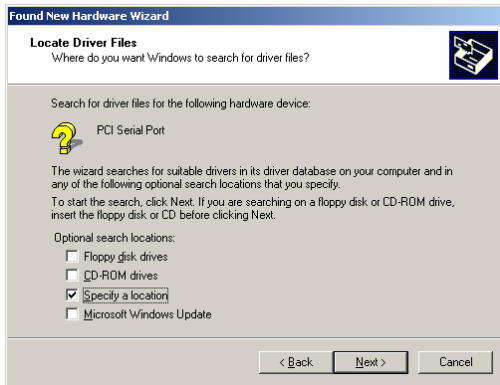 Found New Hardware Wizard
Locate Driver Files
Where do you want Windows to search for driver files?
Search for driver files for the following hardware device:
PCI Serial Port
The wizard searches for suitable drivers in its driver database on your computer and in
any of the following optional search locations that you specify.
To start the search, click Next. If you are searching on a floppy disk or CD-ROM drive,
insert the floppy disk or CD before clicking Next.
Optional search locations:
Floppy disk drives
CD-ROM drives
Specify a location
Microsoft Windows Update
< Back Next > Cancel